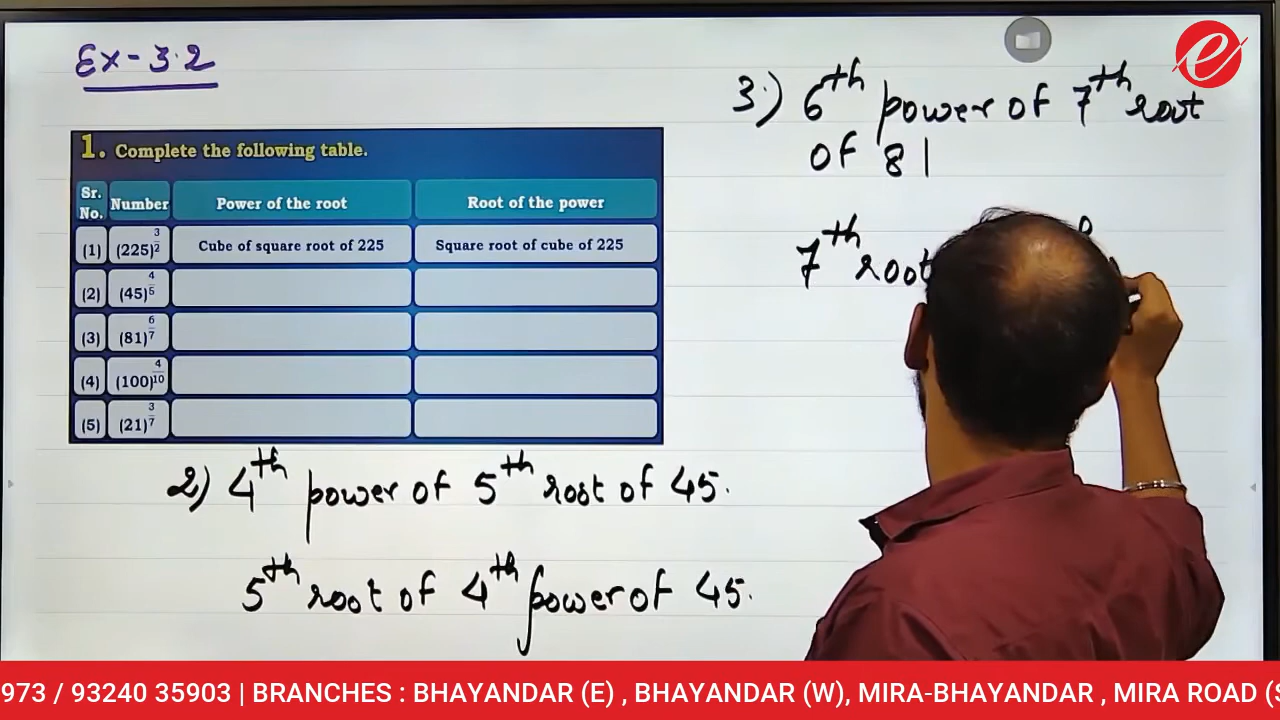 Ex-3.2
1. Complete the following table.
Sr. No. Number Power of the root Root of the power
(1) (225)^3/2 Cube of square root of 225 Square root of cube of 225
(2) (45)^4/5
(3) (81)^6/7
(4) (100)^4/10
(5) (21)^3/7
2) 4th power of 5th root of 45.
5th root of 4th power of 45.
3.) 6th power of 7th root
of 81
7th root
973 / 93240 35903 | BRANCHES : BHAYANDAR (E) , BHAYANDAR (W), MIRA-BHAYANDAR , MIRA ROAD (